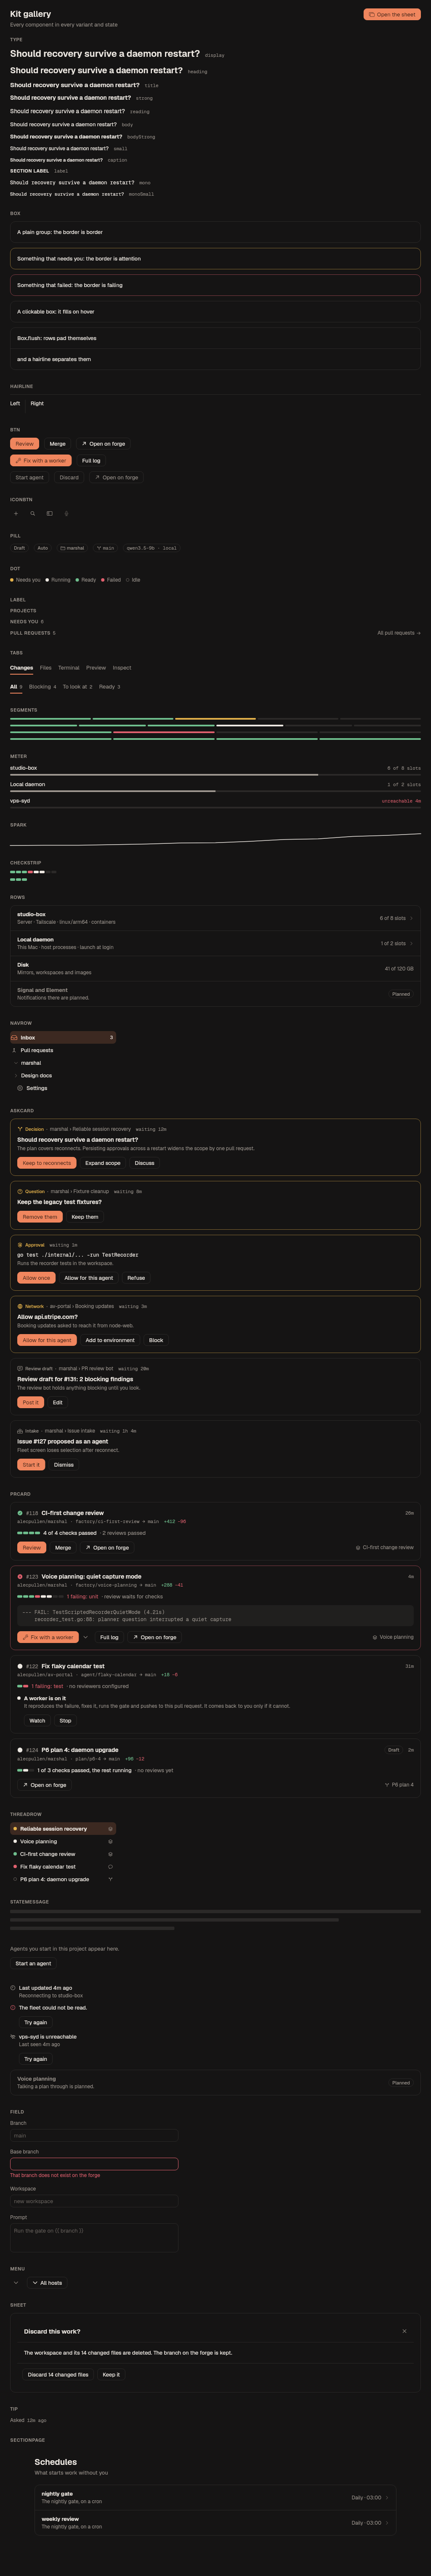 Kit gallery
Open the sheet
Every component in every variant and state
TYPE
Should recovery survive a daemon restart? display
Should recovery survive a daemon restart? heading
Should recovery survive a daemon restart? title
Should recovery survive a daemon restart? strong
Should recovery survive a daemon restart? reading
Should recovery survive a daemon restart? body
Should recovery survive a daemon restart? bodyStrong
Should recovery survive a daemon restart? small
Should recovery survive a daemon restart? caption
SECTION LABEL label
Should recovery survive a daemon restart? mono
Should recovery survive a daemon restart? monoSmall
BOX
A plain group: the border is border
Something that needs you: the border is attention
Something that failed: the border is failing
A clickable box: it fills on hover
Box.flush: rows pad themselves
and a hairline separates them
HAIRLINE
Left Right
BTN
Review Merge Open on forge
Fix with a worker Full log
Start agent Discard Open on forge
ICONBTN
PILL
Draft Auto marshal main qwen3.5-9b · local
DOT
Needs you Running Ready Failed Idle
LABEL
PROJECTS
NEEDS YOU 6
PULL REQUESTS 5 All pull requests →
TABS
Changes Files Terminal Preview Inspect
All 9 Blocking 4 To look at 2 Ready 3
SEGMENTS
METER
studio-box 6 of 8 slots
Local daemon 1 of 2 slots
vps-syd unreachable 4m
SPARK
CHECKSTRIP
ROWS
studio-box
Server · Tailscale · linux/arm64 · containers
6 of 8 slots
Local daemon
This Mac · host processes · launch at login
1 of 2 slots
Disk
Mirrors, workspaces and images
41 of 120 GB
Signal and Element
Notifications there are planned.
Planned
NAVROW
Inbox 3
Pull requests
marshal
Design docs
Settings
ASKCARD
Decision · marshal › Reliable session recovery waiting 12m
Should recovery survive a daemon restart?
The plan covers reconnects. Persisting approvals across a restart widens the scope by one pull request.
Keep to reconnects Expand scope Discuss
Question · marshal › Fixture cleanup waiting 8m
Keep the legacy test fixtures?
Remove them Keep them
Approval waiting 2m
go test ./internal/... -run TestRecorder
Runs the recorder tests in the workspace.
Allow once Allow for this agent Refuse
Network · av-portal › Booking updates waiting 3m
Allow api.stripe.com?
Booking updates asked to reach it from node-web.
Allow for this agent Add to environment Block
Review draft · marshal › PR review bot waiting 20m
Review draft for #131: 2 blocking findings
The review bot holds anything blocking until you look.
Post it Edit
Intake · marshal › Issue intake waiting 1h 4m
Issue #127 proposed as an agent
Fleet screen loses selection after reconnect.
Start it Dismiss
PRCARD
#118 CI-first change review 20m
alexpullen/marshal · factory/ci-first-review → main +412 -96
4 of 4 checks passed · 2 reviews passed
Review Merge Open on forge CI-first change review
#123 Voice planning: quiet capture mode 4m
alexpullen/marshal · factory/voice-planning → main +208 -41
1 failing: unit · review waits for checks
--- FAIL: TestScriptedRecorderQuietMode (4.21s)
recorder_test.go:88: planner question interrupted a quiet capture
Fix with a worker Full log Open on forge Voice planning
#122 Fix flaky calendar test 31m
alexpullen/av-portal · agent/flaky-calendar → main +18 -6
1 failing: test · no reviewers configured
A worker is on it
It reproduces the failure, fixes it, runs the gate and pushes to this pull request. It comes back to you only if it cannot.
Watch Stop
#124 P6 plan 4: daemon upgrade Draft 2m
alexpullen/marshal · plan/p6-4 → main +96 -12
1 of 3 checks passed, the rest running · no reviews yet
Open on forge P6 plan 4
THREADROW
Reliable session recovery
Voice planning
CI-first change review
Fix flaky calendar test
P6 plan 4: daemon upgrade
STATEMESSAGE
Agents you start in this project appear here.
Start an agent
Last updated 4m ago
Reconnecting to studio-box
The fleet could not be read.
Try again
vps-syd is unreachable
Last seen 4m ago
Try again
Voice planning
Talking a plan through is planned.
Planned
FIELD
Branch
main
Base branch
That branch does not exist on the forge
Workspace
new workspace
Prompt
Run the gate on {{ branch }}
MENU
All hosts
SHEET
Discard this work?
The workspace and its 14 changed files are deleted. The branch on the forge is kept.
Discard 14 changed files Keep it
TIP
Asked 12m ago
SECTIONPAGE
Schedules
What starts work without you
nightly gate
The nightly gate, on a cron
Daily · 03:00
weekly review
The nightly gate, on a cron
Daily · 03:00